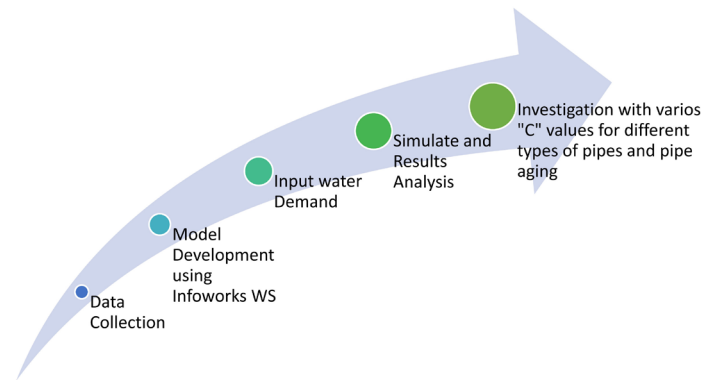 Data
Collection
Model
Development
using
Infoworks WS
Input water
Demand
Simulate and
Results
Analysis
Investigation with varios
"C" values for different
types of pipes and pipe
aging